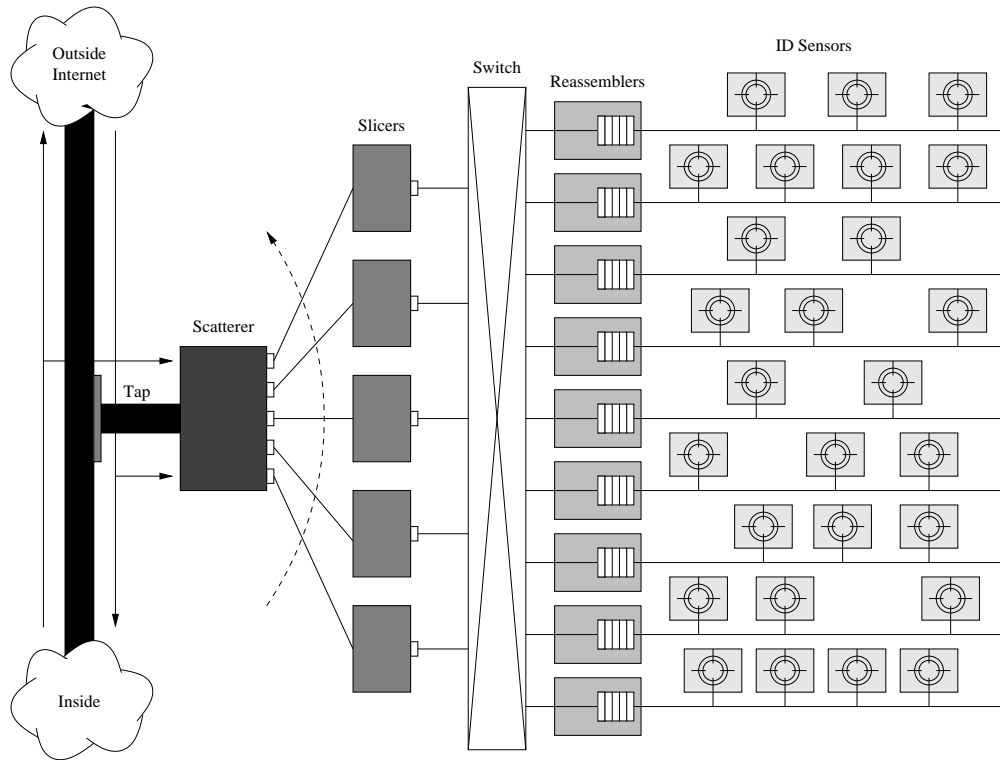 Outside
Internet
ID Sensors
Switch
Reassemblers
Slicers
Scatterer
Tap
Inside